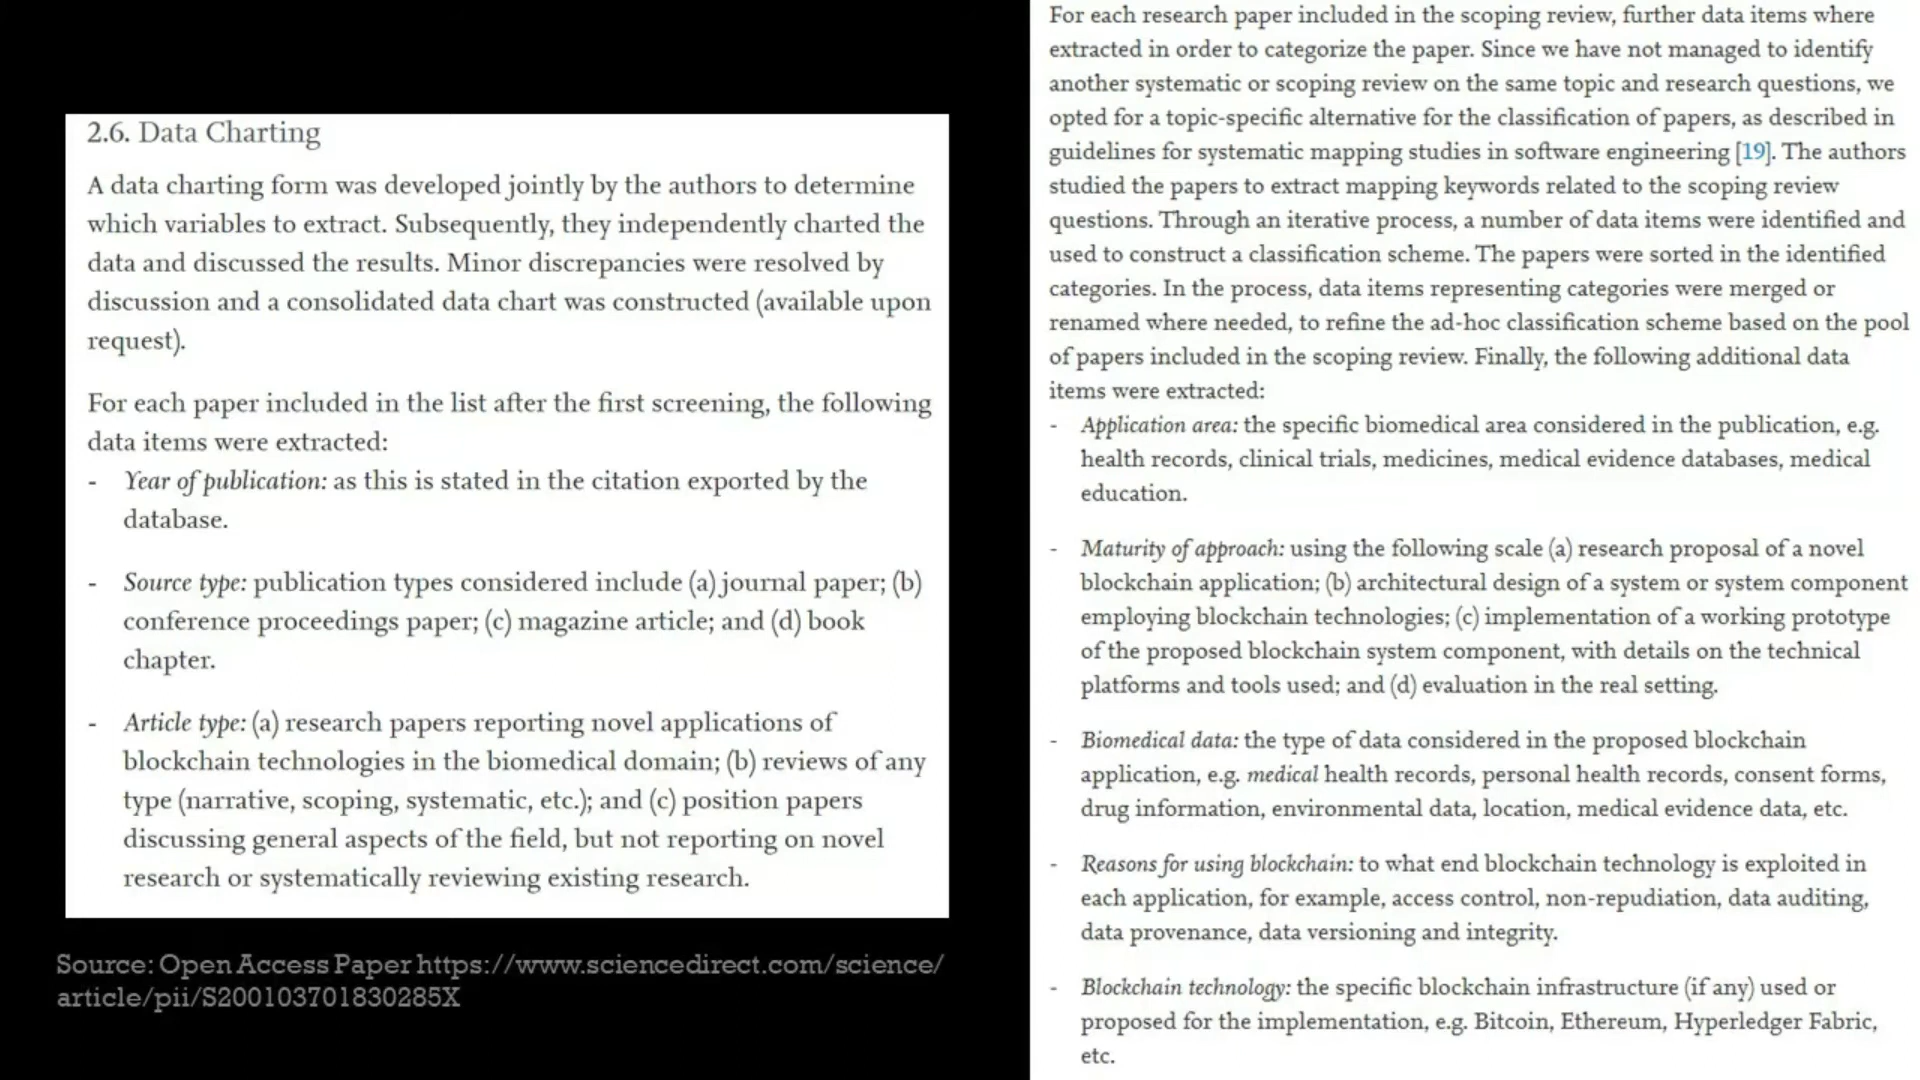 2.6. Data Charting
A data charting form was developed jointly by the authors to determine
which variables to extract. Subsequently, they independently charted the
data and discussed the results. Minor discrepancies were resolved by
discussion and a consolidated data chart was constructed (available upon
request).
For each paper included in the list after the first screening, the following
data items were extracted:
- Year of publication: as this is stated in the citation exported by the
database.
- Source type: publication types considered include (a) journal paper; (b)
conference proceedings paper; (c) magazine article; and (d) book
chapter.
- Article type: (a) research papers reporting novel applications of
blockchain technologies in the biomedical domain; (b) reviews of any
type (narrative, scoping, systematic, etc.); and (c) position papers
discussing general aspects of the field, but not reporting on novel
research or systematically reviewing existing research.
Source: Open Access Paper https://www.sciencedirect.com/science/
article/pii/S200103701830285X
For each research paper included in the scoping review, further data items where
extracted in order to categorize the paper. Since we have not managed to identify
another systematic or scoping review on the same topic and research questions, we
opted for a topic-specific alternative for the classification of papers, as described in
guidelines for systematic mapping studies in software engineering [19]. The authors
studied the papers to extract mapping keywords related to the scoping review
questions. Through an iterative process, a number of data items were identified and
used to construct a classification scheme. The papers were sorted in the identified
categories. In the process, data items representing categories were merged or
renamed where needed, to refine the ad-hoc classification scheme based on the pool
of papers included in the scoping review. Finally, the following additional data
items were extracted:
- Application area: the specific biomedical area considered in the publication, e.g.
health records, clinical trials, medicines, medical evidence databases, medical
education.
- Maturity of approach: using the following scale (a) research proposal of a novel
blockchain application; (b) architectural design of a system or system component
employing blockchain technologies; (c) implementation of a working prototype
of the proposed blockchain system component, with details on the technical
platforms and tools used; and (d) evaluation in the real setting.
- Biomedical data: the type of data considered in the proposed blockchain
application, e.g. medical health records, personal health records, consent forms,
drug information, environmental data, location, medical evidence data, etc.
- Reasons for using blockchain: to what end blockchain technology is exploited in
each application, for example, access control, non-repudiation, data auditing,
data provenance, data versioning and integrity.
- Blockchain technology: the specific blockchain infrastructure (if any) used or
proposed for the implementation, e.g. Bitcoin, Ethereum, Hyperledger Fabric,
etc.